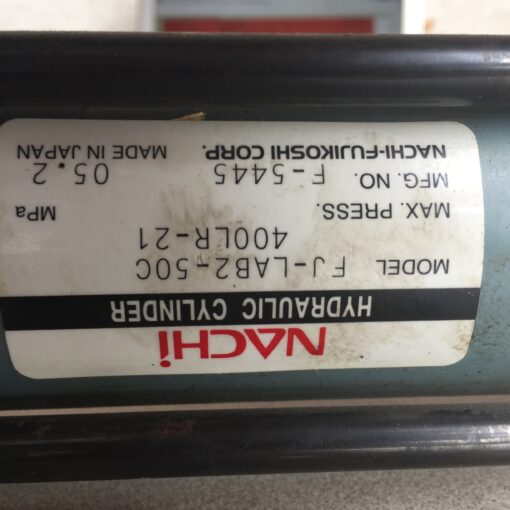 NACHi
HYDRAULIC CYLINDER
MODEL FJ-LAB2-50C
400LR-21
MAX. PRESS. MPa
MFG. NO. F-5445 05.2
NACHI-FUJIKOSHI CORP. MADE IN JAPAN